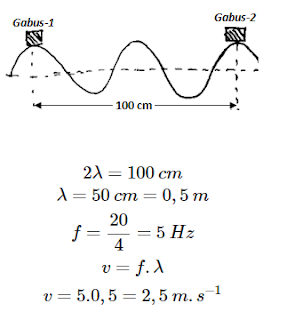 Gabus-1
Gabus-2
100 cm
2λ = 100 cm
λ = 50 cm = 0,5 m
f = 20/4 = 5 Hz
v = f.λ
v = 5.0,5 = 2,5 m.s⁻¹